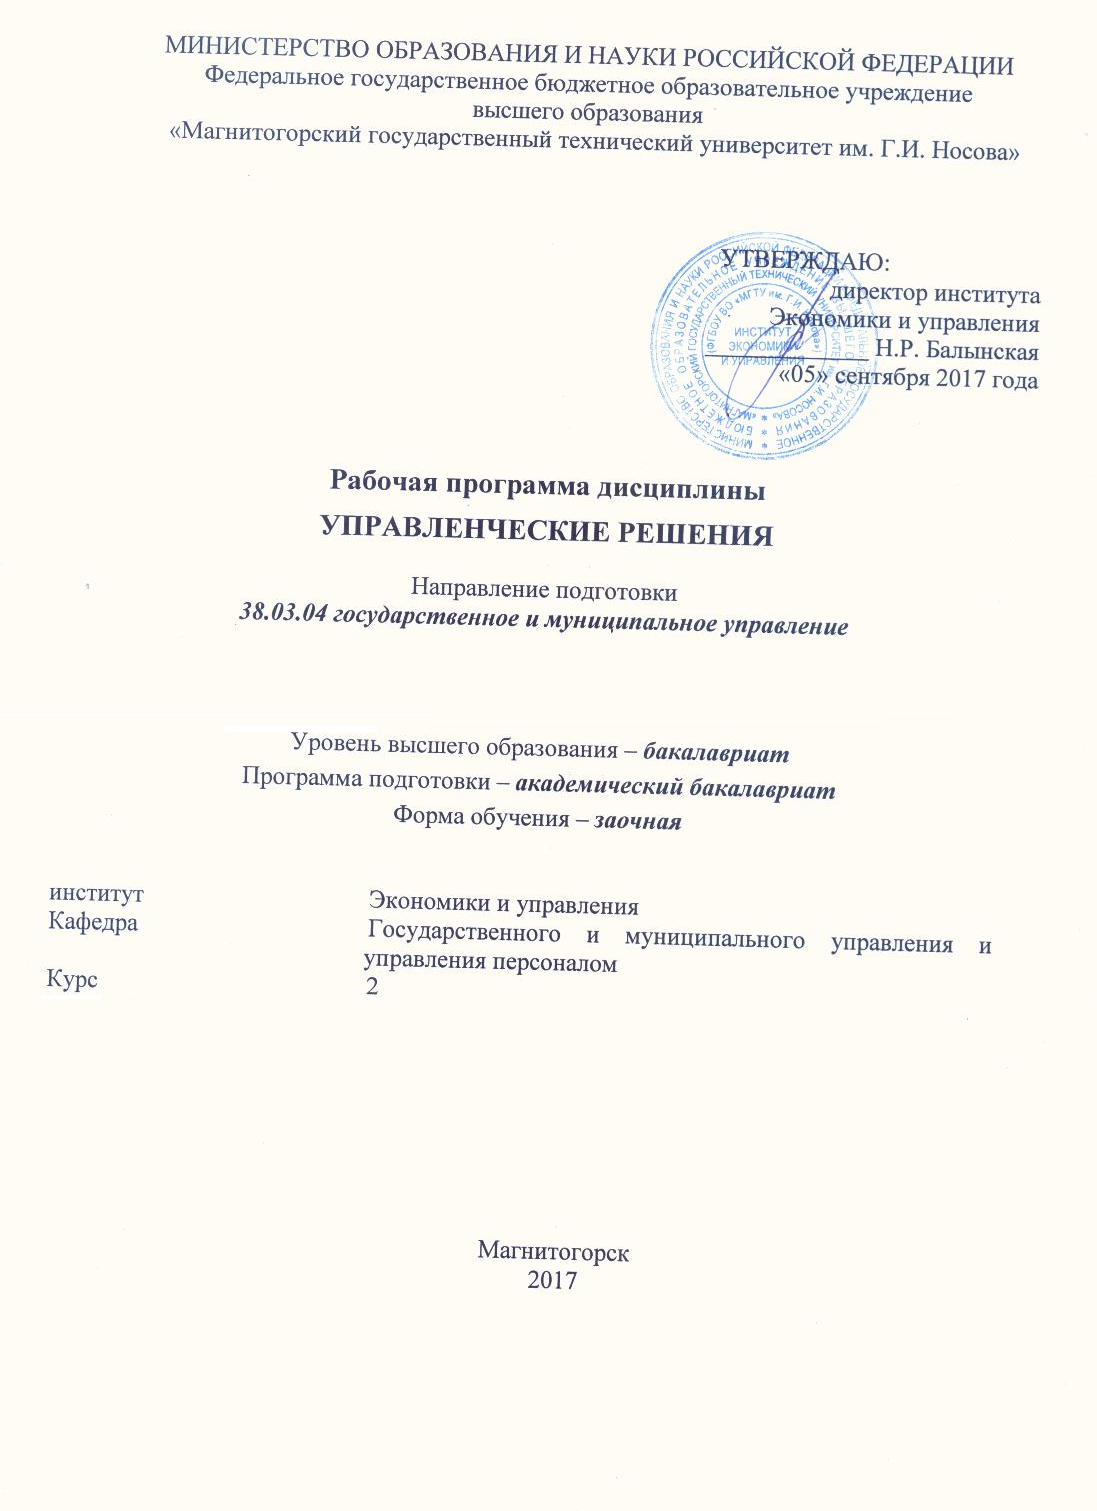 МИНИСТЕРСТВО ОБРАЗОВАНИЯ И НАУКИ РОССИЙСКОЙ ФЕДЕРАЦИИ
Федеральное государственное бюджетное образовательное учреждение
высшего образования
«Магнитогорский государственный технический университет им. Г.И. Носова»
УТВЕРЖДАЮ:
директор института
Экономики и управления
Н.Р. Балынская
«05» сентября 2017 года
ИНСТИТУТ
ЭКОНОМИКИ
И УПРАВЛЕНИЯ
Рабочая программа дисциплины
УПРАВЛЕНЧЕСКИЕ РЕШЕНИЯ
Направление подготовки
38.03.04 государственное и муниципальное управление
Уровень высшего образования – бакалавриат
Программа подготовки – академический бакалавриат
Форма обучения – заочная
институт Экономики и управления
Кафедра Государственного и муниципального управления и
управления персоналом
Курс 2
Магнитогорск
2017